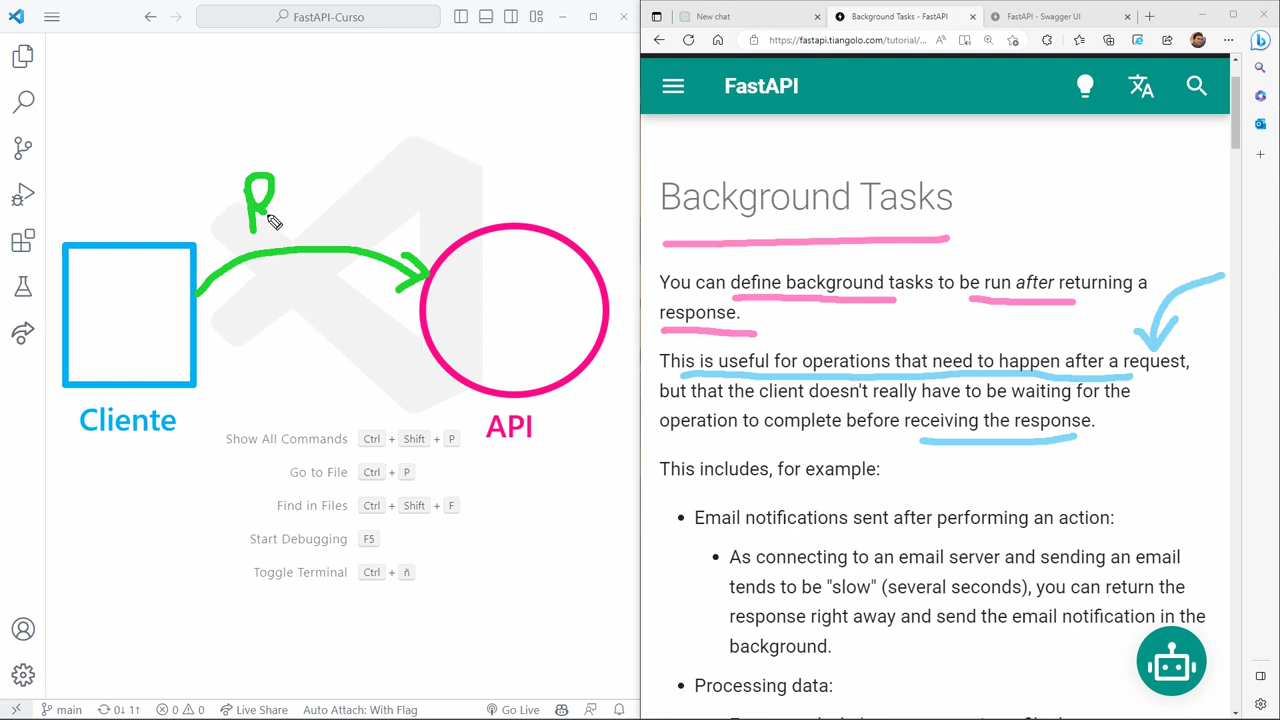 FastAPI-Curso
R
Cliente
API
Show All Commands Ctrl + Shift + P
Go to File Ctrl + P
Find in Files Ctrl + Shift + F
Start Debugging F5
Toggle Terminal Ctrl + ñ
main 0↓ 1↑ 0 0 Live Share Auto Attach: With Flag Go Live
New chat Background Tasks - FastAPI FastAPI - Swagger UI
https://fastapi.tiangolo.com/tutorial/...
FastAPI
Background Tasks
You can define background tasks to be run after returning a
response.
This is useful for operations that need to happen after a request,
but that the client doesn't really have to be waiting for the
operation to complete before receiving the response.
This includes, for example:
Email notifications sent after performing an action:
As connecting to an email server and sending an email
tends to be "slow" (several seconds), you can return the
response right away and send the email notification in the
background.
Processing data: